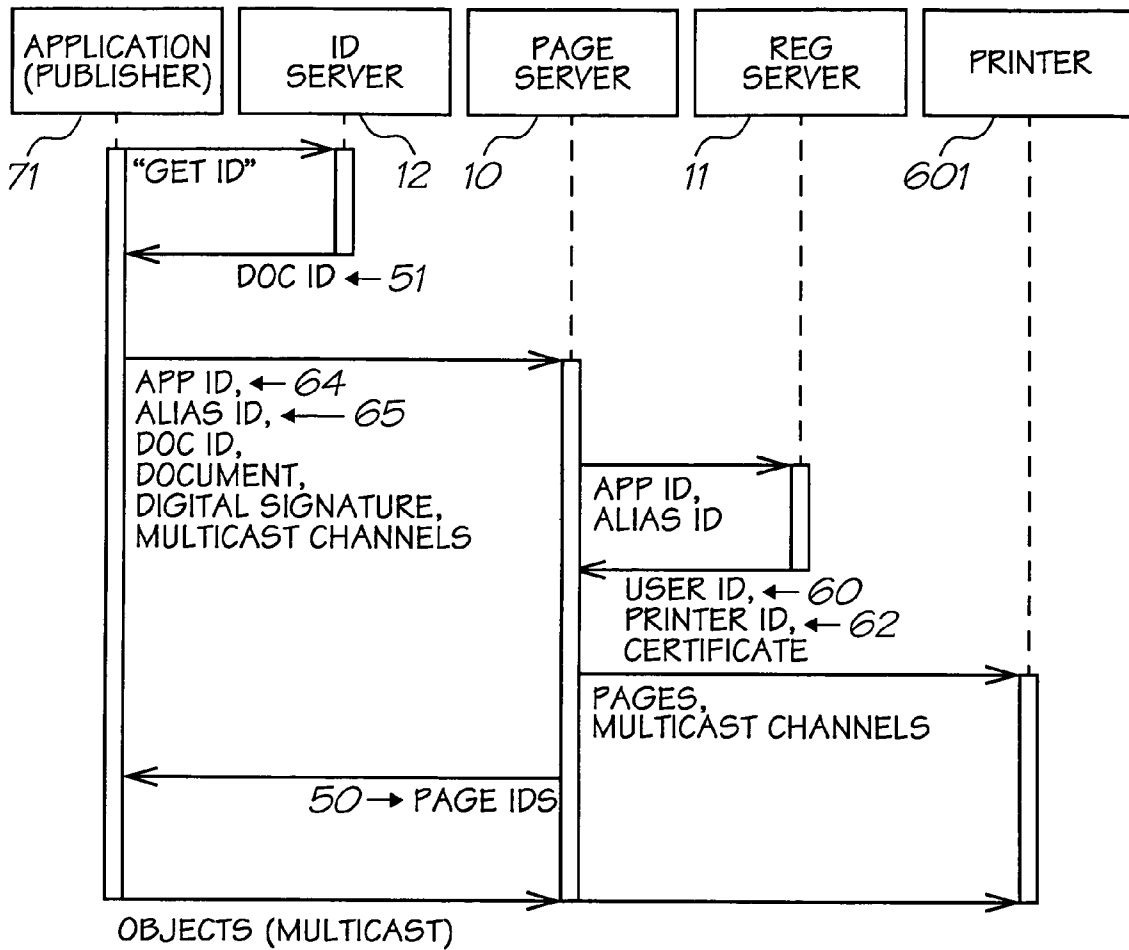 APPLICATION
(PUBLISHER)
ID
SERVER
PAGE
SERVER
REG
SERVER
PRINTER
71
12
10
11
601
"GET ID"
DOC ID 51
APP ID, 64
ALIAS ID, 65
DOC ID,
DOCUMENT,
DIGITAL SIGNATURE,
MULTICAST CHANNELS
APP ID,
ALIAS ID
USER ID, 60
PRINTER ID, 62
CERTIFICATE
PAGES,
MULTICAST CHANNELS
50 PAGE IDS
OBJECTS (MULTICAST)